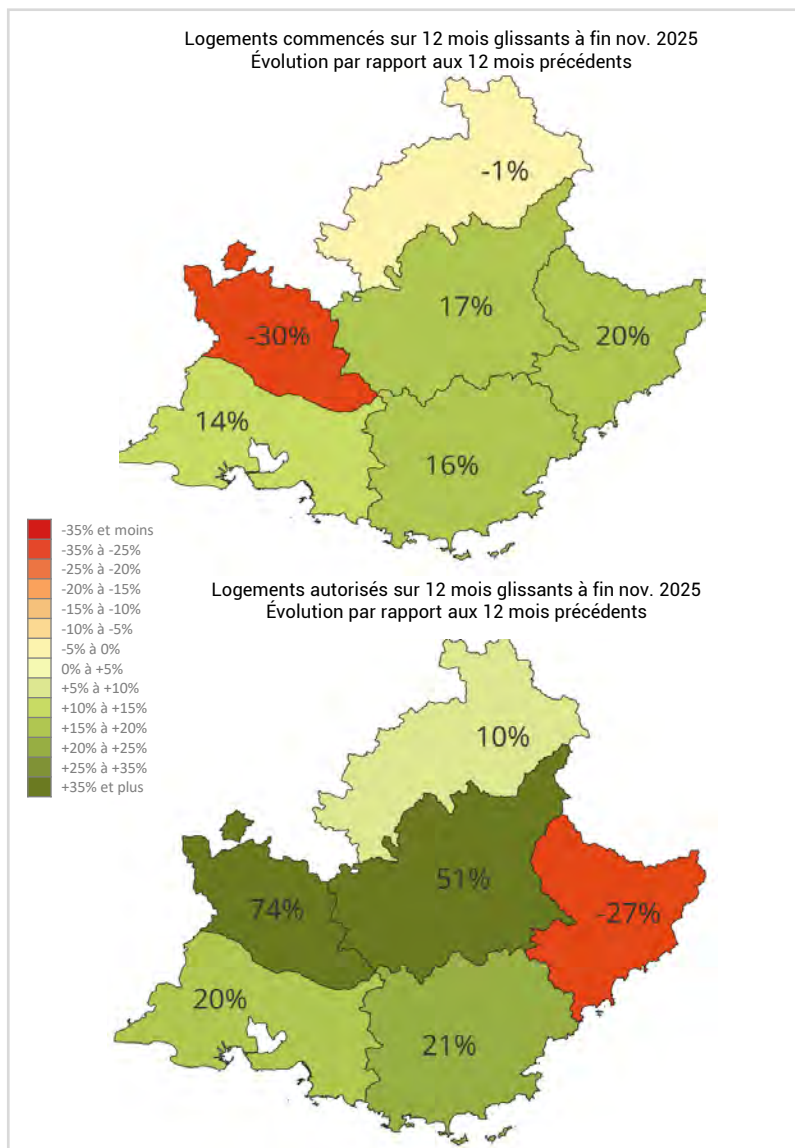 Logements commencés sur 12 mois glissants à fin nov. 2025
Évolution par rapport aux 12 mois précédents
-1%
17%
20%
-30%
14%
16%
-35% et moins
-35% à -25%
-25% à -20%
-20% à -15%
-15% à -10%
-10% à -5%
-5% à 0%
0% à +5%
+5% à +10%
+10% à +15%
+15% à +20%
+20% à +25%
+25% à +35%
+35% et plus
Logements autorisés sur 12 mois glissants à fin nov. 2025
Évolution par rapport aux 12 mois précédents
10%
51%
74%
-27%
20%
21%